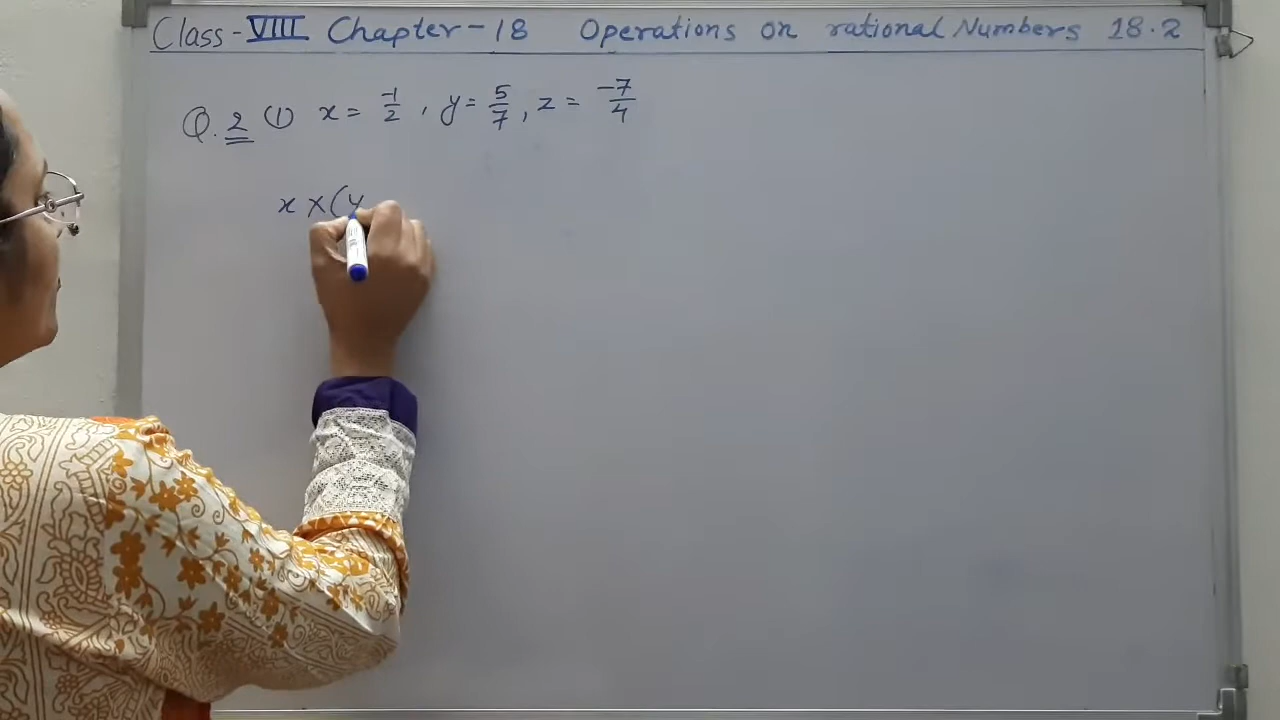 Class-VIII Chapter-18 Operations on rational Numbers 18.2
Q.2 (1) x = -1/2 , y = 5/7 , z = -7/4
x × (y